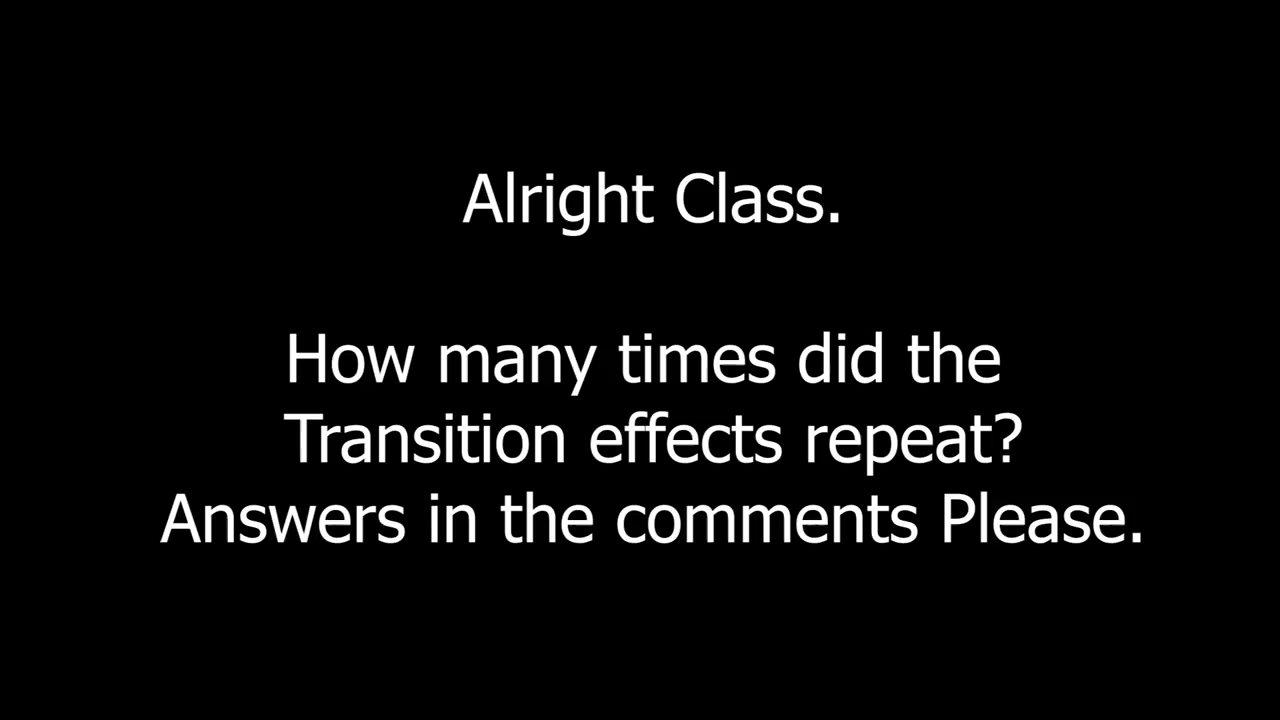 Alright Class.
How many times did the
Transition effects repeat?
Answers in the comments Please.